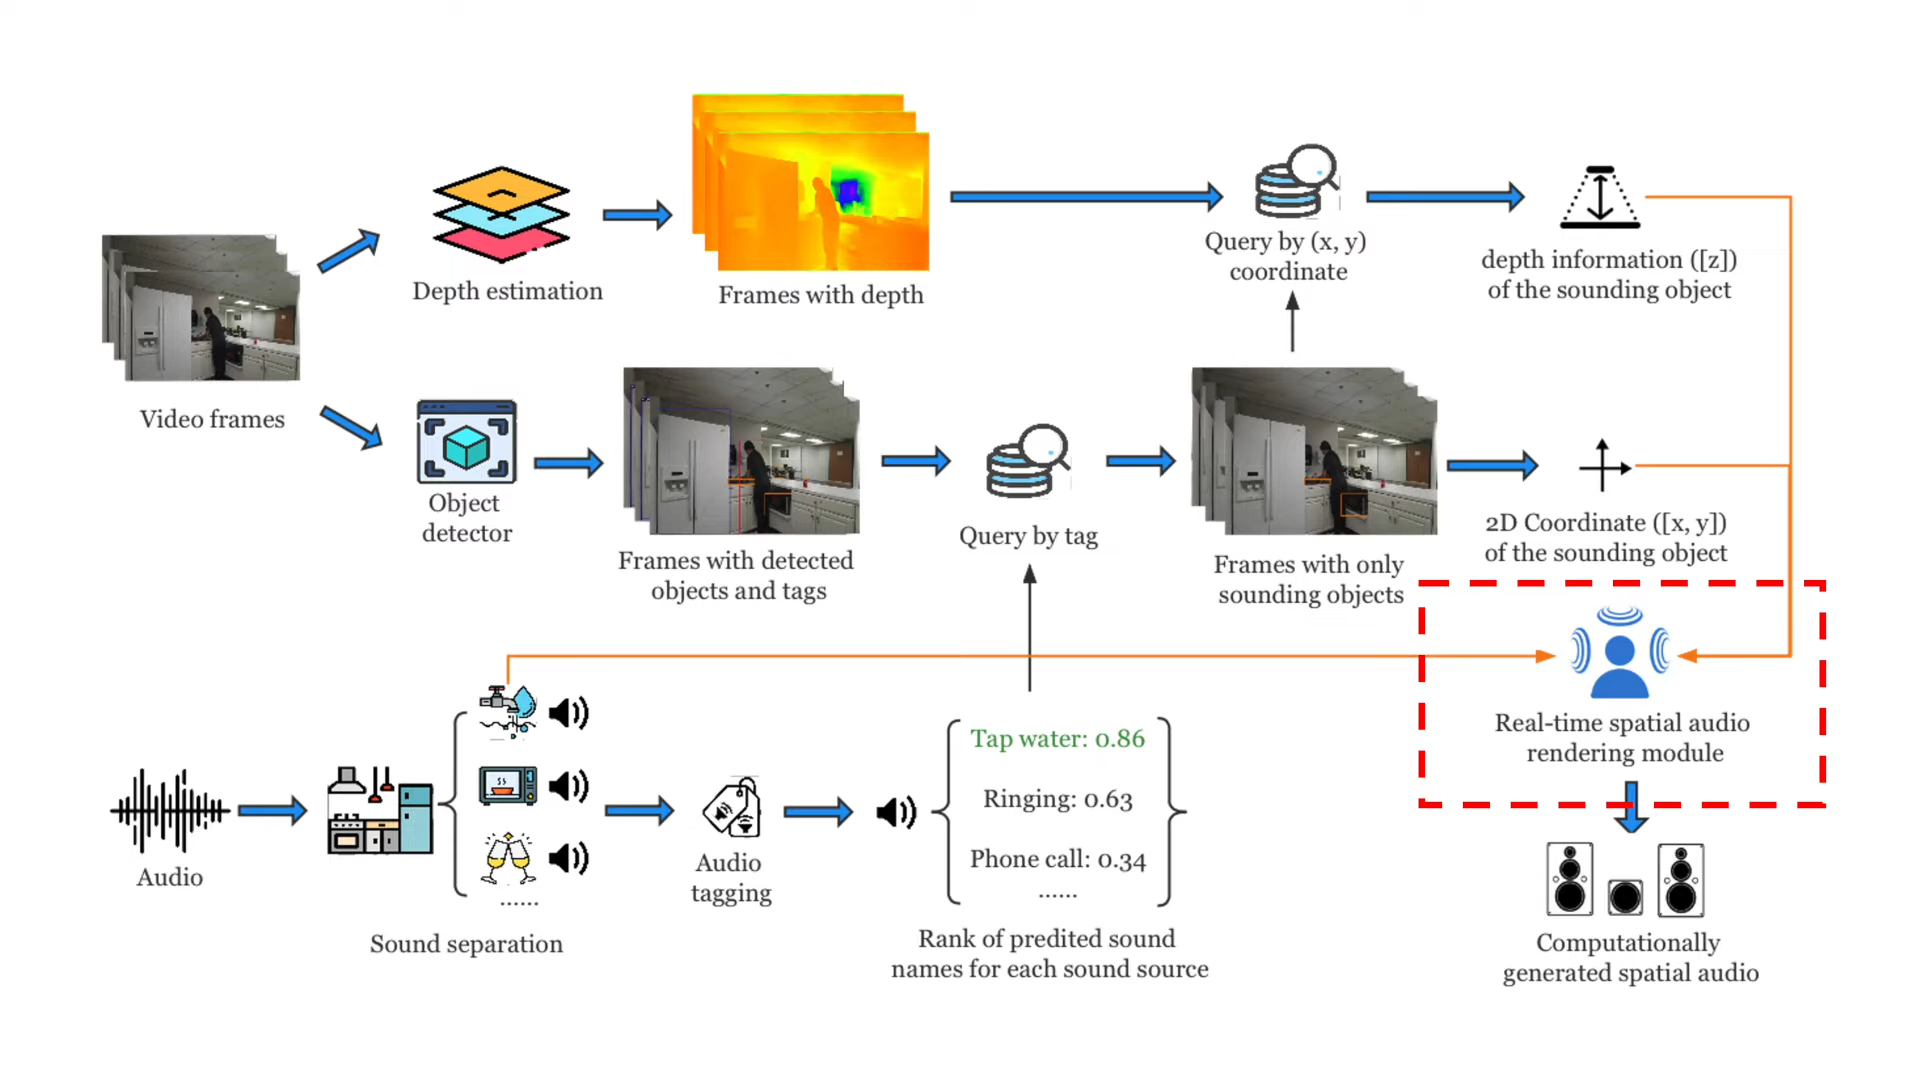 Depth estimation
Frames with depth
Query by (x, y)
coordinate
depth information ([z])
of the sounding object
Video frames
Object
detector
Frames with detected
objects and tags
Query by tag
Frames with only
sounding objects
2D Coordinate ([x, y])
of the sounding object
Real-time spatial audio
rendering module
Audio
......
Sound separation
Audio
tagging
Tap water: 0.86
Ringing: 0.63
Phone call: 0.34
......
Rank of predited sound
names for each sound source
Computationally
generated spatial audio